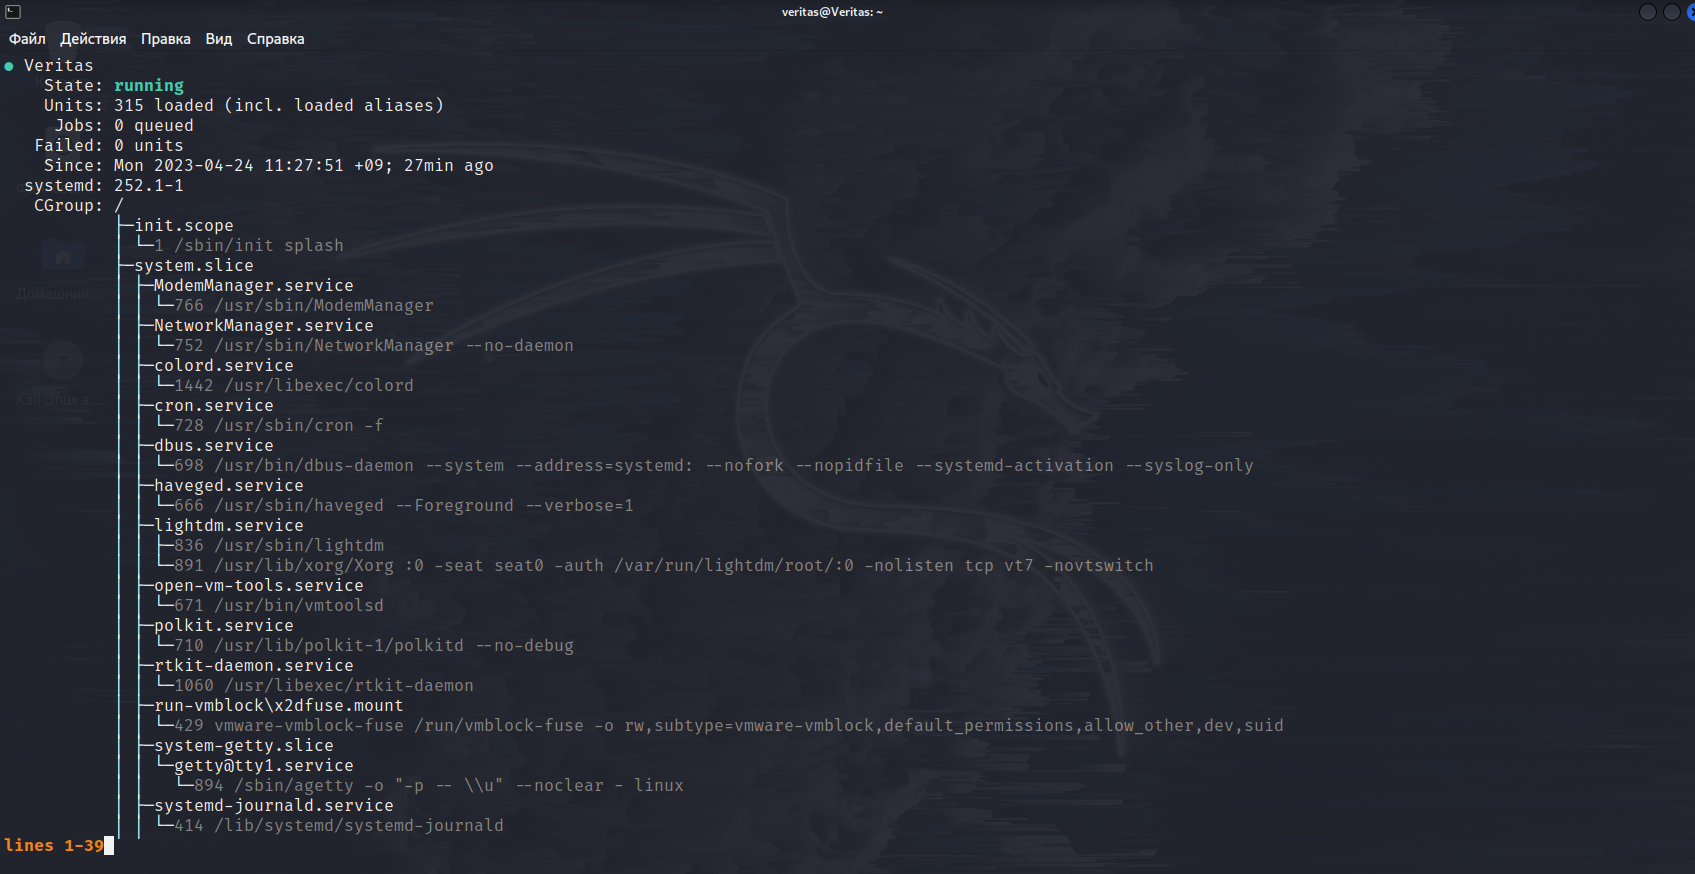 veritas@Veritas: ~
Файл Действия Правка Вид Справка
● Veritas
State: running
Units: 315 loaded (incl. loaded aliases)
Jobs: 0 queued
Failed: 0 units
Since: Mon 2023-04-24 11:27:51 +09; 27min ago
systemd: 252.1-1
CGroup: /
├─init.scope
│ └─1 /sbin/init splash
├─system.slice
│ ├─ModemManager.service
│ │ └─766 /usr/sbin/ModemManager
│ ├─NetworkManager.service
│ │ └─752 /usr/sbin/NetworkManager --no-daemon
│ ├─colord.service
│ │ └─1442 /usr/libexec/colord
│ ├─cron.service
│ │ └─728 /usr/sbin/cron -f
│ ├─dbus.service
│ │ └─698 /usr/bin/dbus-daemon --system --address=systemd: --nofork --nopidfile --systemd-activation --syslog-only
│ ├─haveged.service
│ │ └─666 /usr/sbin/haveged --Foreground --verbose=1
│ ├─lightdm.service
│ │ ├─836 /usr/sbin/lightdm
│ │ └─891 /usr/lib/xorg/Xorg :0 -seat seat0 -auth /var/run/lightdm/root/:0 -nolisten tcp vt7 -novtswitch
│ ├─open-vm-tools.service
│ │ └─671 /usr/bin/vmtoolsd
│ ├─polkit.service
│ │ └─710 /usr/lib/polkit-1/polkitd --no-debug
│ ├─rtkit-daemon.service
│ │ └─1060 /usr/libexec/rtkit-daemon
│ ├─run-vmblock\x2dfuse.mount
│ │ └─429 vmware-vmblock-fuse /run/vmblock-fuse -o rw,subtype=vmware-vmblock,default_permissions,allow_other,dev,suid
│ ├─system-getty.slice
│ │ └─getty@tty1.service
│ │ └─894 /sbin/agetty -o "-p -- \\u" --noclear - linux
│ ├─systemd-journald.service
│ │ └─414 /lib/systemd/systemd-journald
lines 1-39
Домашний ...
Kali Linux a...